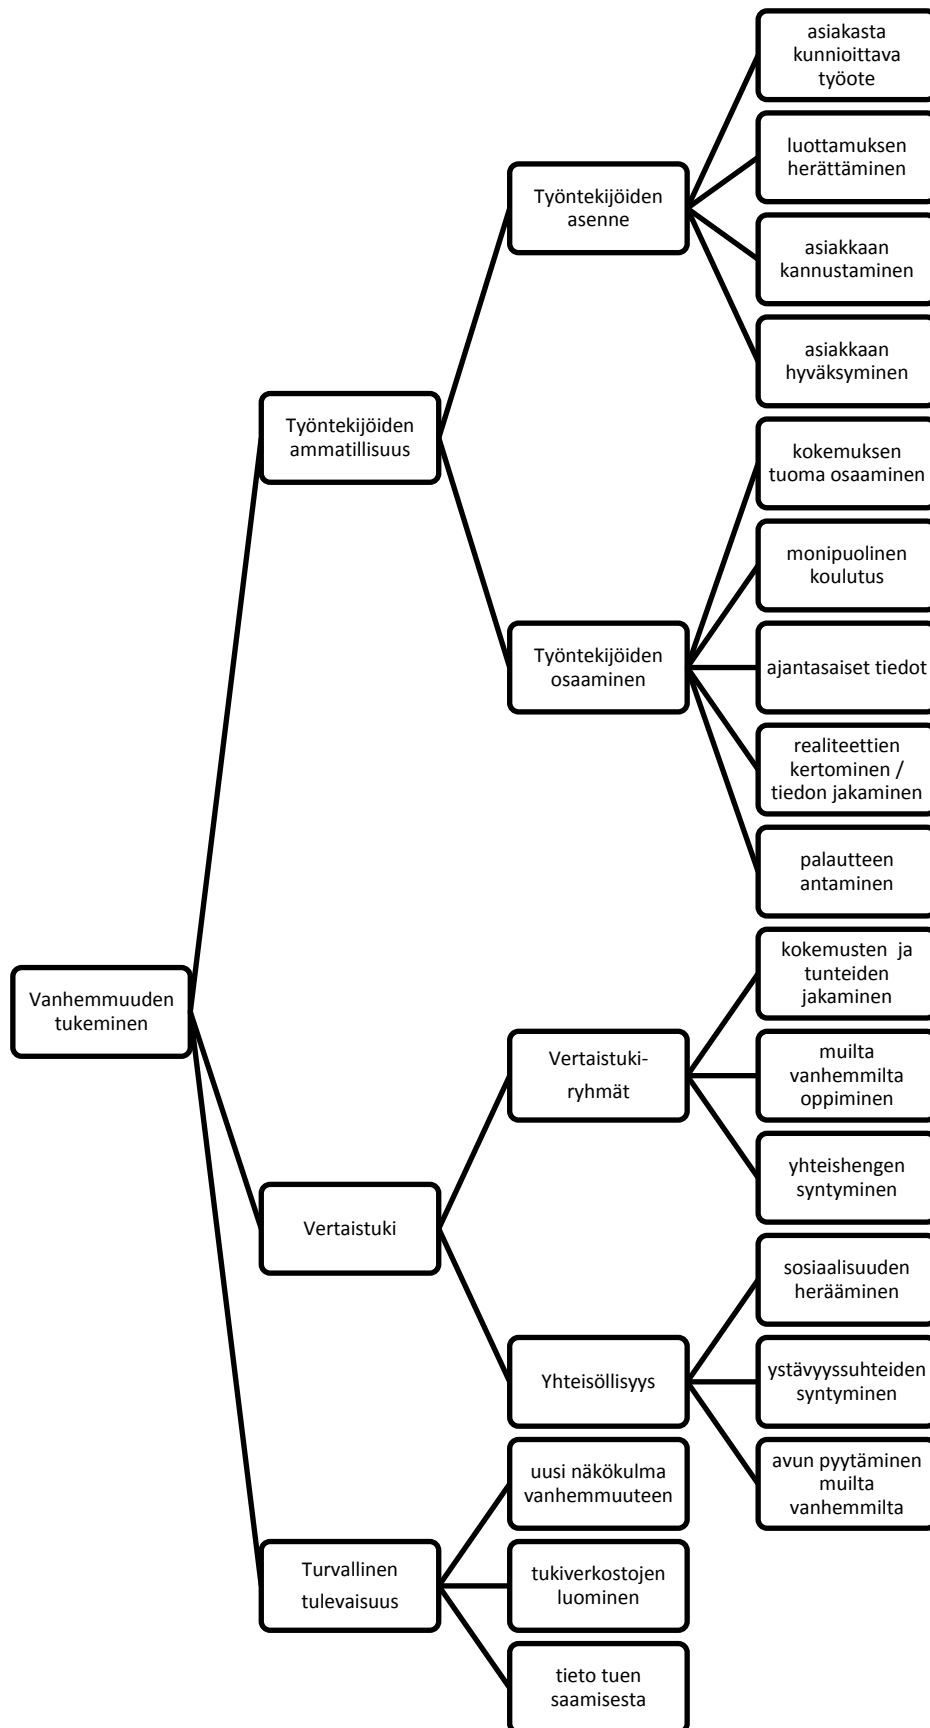 asiakasta
kunnioittava
työote
luottamuksen
herättäminen
Työntekijöiden
asenne
asiakkaan
kannustaminen
asiakkaan
hyväksyminen
Työntekijöiden
ammatillisuus
kokemuksen
tuoma osaaminen
monipuolinen
koulutus
Työntekijöiden
osaaminen
ajantasaiset tiedot
realiteettien
kertominen /
tiedon jakaminen
palautteen
antaminen
Vanhemmuuden
tukeminen
kokemusten ja
tunteiden
jakaminen
Vertaistuki-
ryhmät
muilta
vanhemmilta
oppiminen
yhteishengen
syntyminen
Vertaistuki
sosiaalisuuden
herääminen
Yhteisöllisyys
ystävyyssuhteiden
syntyminen
avun pyytäminen
muilta
vanhemmilta
uusi näkökulma
vanhemmuuteen
Turvallinen
tulevaisuus
tukiverkostojen
luominen
tieto tuen
saamisesta